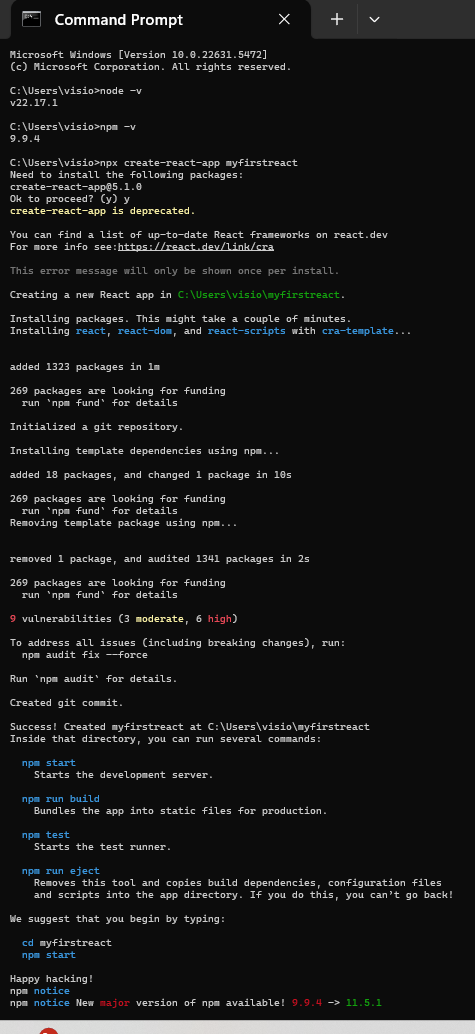 Command Prompt
Microsoft Windows [Version 10.0.22631.5472]
(c) Microsoft Corporation. All rights reserved.
C:\Users\visio>node -v
v22.17.1
C:\Users\visio>npm -v
9.9.4
C:\Users\visio>npx create-react-app myfirstreact
Need to install the following packages:
create-react-app@5.1.0
Ok to proceed? (y) y
create-react-app is deprecated.
You can find a list of up-to-date React frameworks on react.dev
For more info see:https://react.dev/link/cra
This error message will only be shown once per install.
Creating a new React app in C:\Users\visio\myfirstreact.
Installing packages. This might take a couple of minutes.
Installing react, react-dom, and react-scripts with cra-template...
added 1323 packages in 1m
269 packages are looking for funding
run `npm fund` for details
Initialized a git repository.
Installing template dependencies using npm...
added 18 packages, and changed 1 package in 10s
269 packages are looking for funding
run `npm fund` for details
Removing template package using npm...
removed 1 package, and audited 1341 packages in 2s
269 packages are looking for funding
run `npm fund` for details
9 vulnerabilities (3 moderate, 6 high)
To address all issues (including breaking changes), run:
npm audit fix --force
Run `npm audit` for details.
Created git commit.
Success! Created myfirstreact at C:\Users\visio\myfirstreact
Inside that directory, you can run several commands:
npm start
Starts the development server.
npm run build
Bundles the app into static files for production.
npm test
Starts the test runner.
npm run eject
Removes this tool and copies build dependencies, configuration files
and scripts into the app directory. If you do this, you can't go back!
We suggest that you begin by typing:
cd myfirstreact
npm start
Happy hacking!
npm notice
npm notice New major version of npm available! 9.9.4 -> 11.5.1